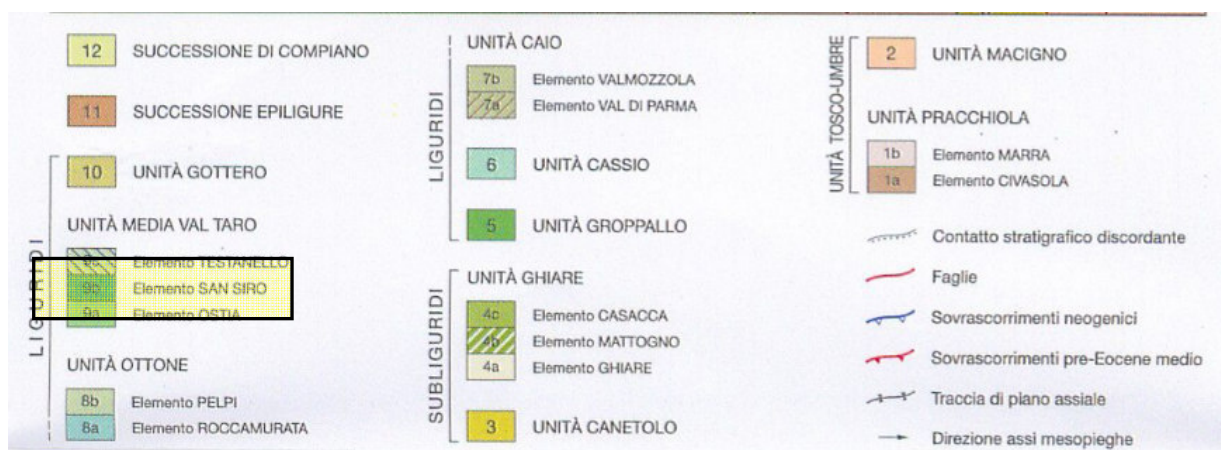 12 SUCCESSIONE DI COMPIANO
11 SUCCESSIONE EPILIGURE
LIGURIDI
10 UNITÀ GOTTERO
UNITÀ MEDIA VAL TARO
9c Elemento TESTANELLO
9b Elemento SAN SIRO
9a Elemento OSTIA
UNITÀ OTTONE
8b Elemento PELPI
8a Elemento ROCCAMURATA
LIGURIDI
UNITÀ CAIO
7b Elemento VALMOZZOLA
7a Elemento VAL DI PARMA
6 UNITÀ CASSIO
5 UNITÀ GROPPALLO
SUBLIGURIDI
UNITÀ GHIARE
4c Elemento CASACCA
4b Elemento MATTOGNO
4a Elemento GHIARE
3 UNITÀ CANETOLO
UNITÀ TOSCO-UMBRE
2 UNITÀ MACIGNO
UNITÀ PRACCHIOLA
1b Elemento MARRA
1a Elemento CIVASOLA
Contatto stratigrafico discordante
Faglie
Sovrascorrimenti neogenici
Sovrascorrimenti pre-Eocene medio
Traccia di piano assiale
Direzione assi mesopieghe